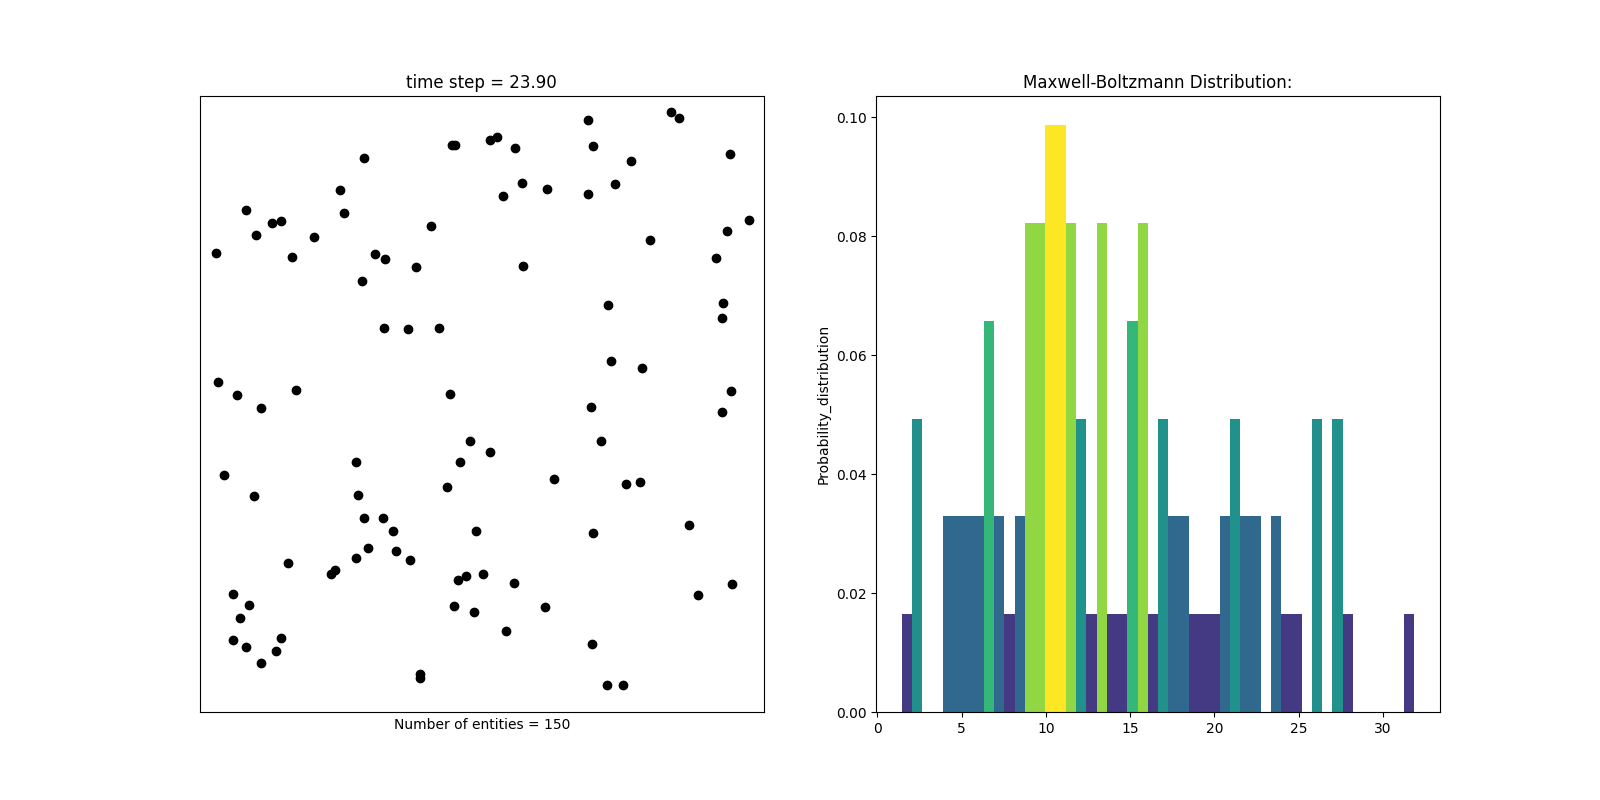 time step = 23.90
Number of entities = 150
Maxwell-Boltzmann Distribution:
Probability_distribution
0.10
0.08
0.06
0.04
0.02
0.00
0 5 10 15 20 25 30